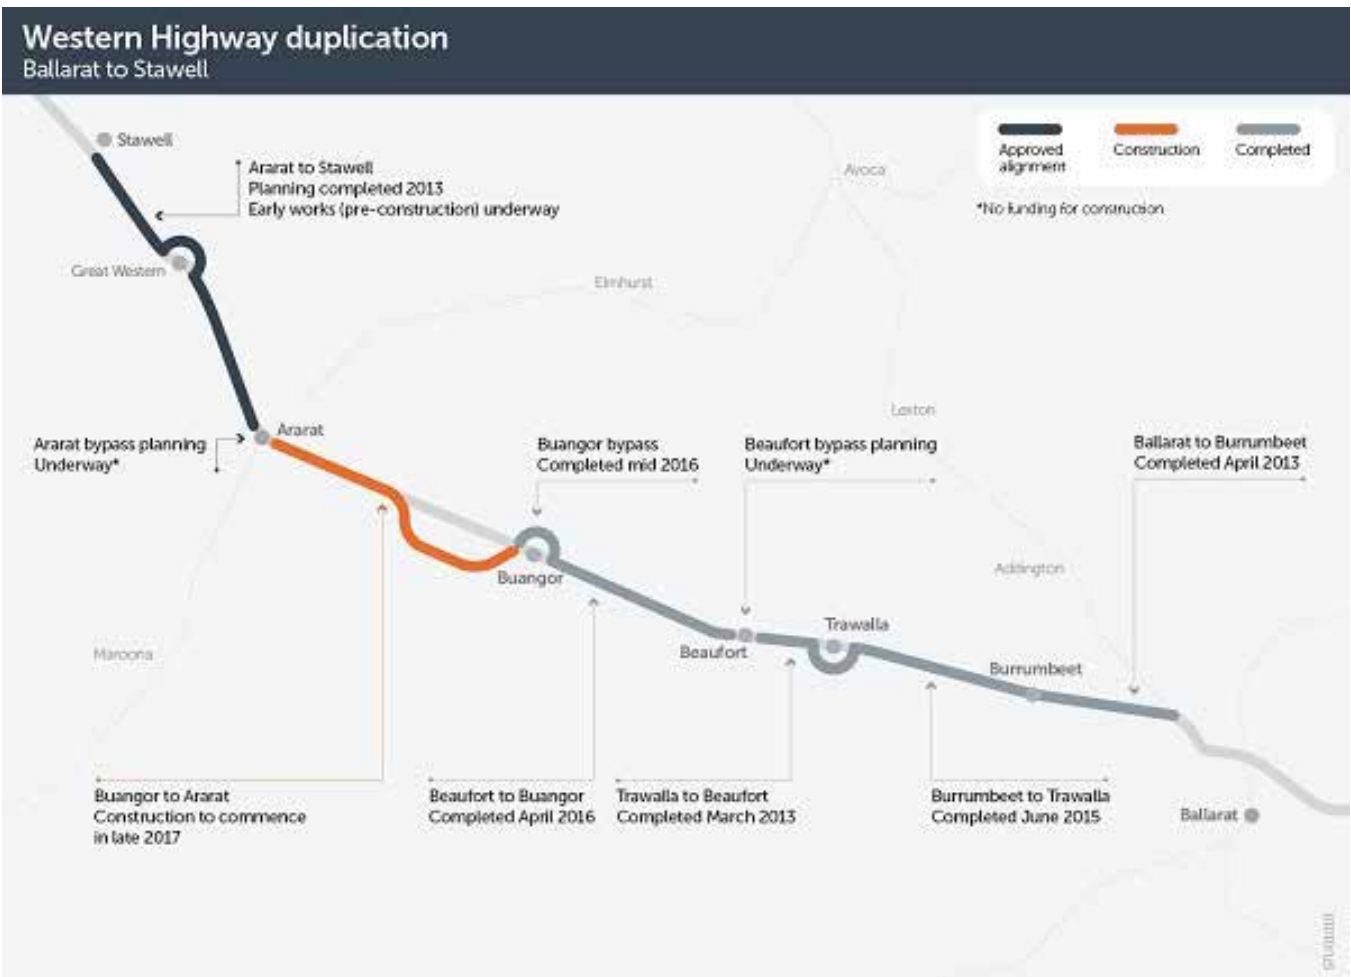 Western Highway duplication
Ballarat to Stawell
Stawell
Ararat to Stawell
Planning completed 2013
Early works (pre-construction) underway
Avoca
Approved
alignment
Construction
Completed
*No funding for construction
Great Western
Elmhurst
Lexton
Ararat
Ararat bypass planning
Underway*
Buangor bypass
Completed mid 2016
Beaufort bypass planning
Underway*
Ballarat to Burrumbeet
Completed April 2013
Buangor
Addington
Maroona
Beaufort
Trawalla
Burrumbeet
Buangor to Ararat
Construction to commence
in late 2017
Beaufort to Buangor
Completed April 2016
Trawalla to Beaufort
Completed March 2013
Burrumbeet to Trawalla
Completed June 2015
Ballarat